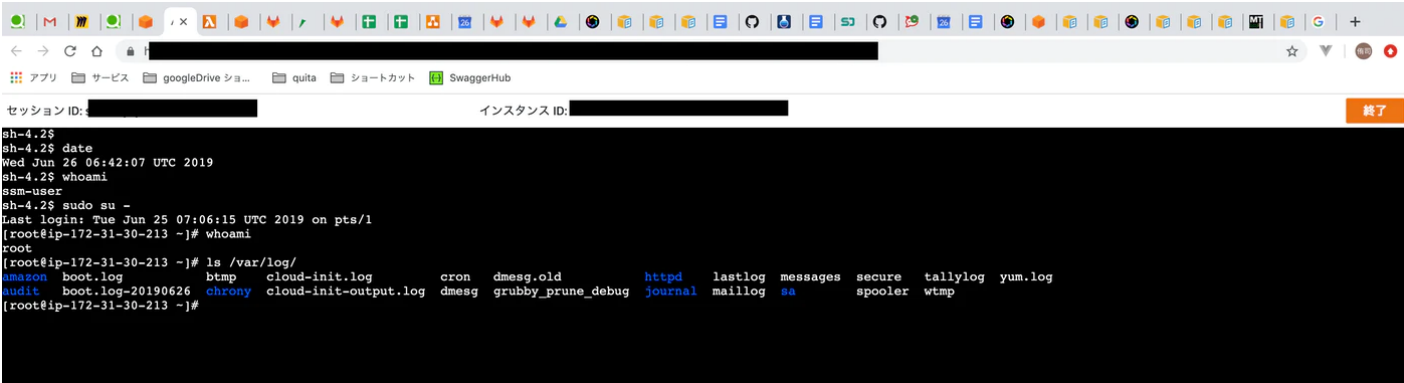 アプリ サービス googleDrive ショ... quita ショートカット SwaggerHub
セッション ID: インスタンス ID: 終了
sh-4.2$
sh-4.2$ date
Wed Jun 26 06:42:07 UTC 2019
sh-4.2$ whoami
ssm-user
sh-4.2$ sudo su -
Last login: Tue Jun 25 07:06:15 UTC 2019 on pts/1
[root@ip-172-31-30-213 ~]# whoami
root
[root@ip-172-31-30-213 ~]# ls /var/log/
amazon boot.log btmp cloud-init.log cron dmesg.old httpd lastlog messages secure tallylog yum.log
audit boot.log-20190626 chrony cloud-init-output.log dmesg grubby_prune_debug journal maillog sa spooler wtmp
[root@ip-172-31-30-213 ~]#